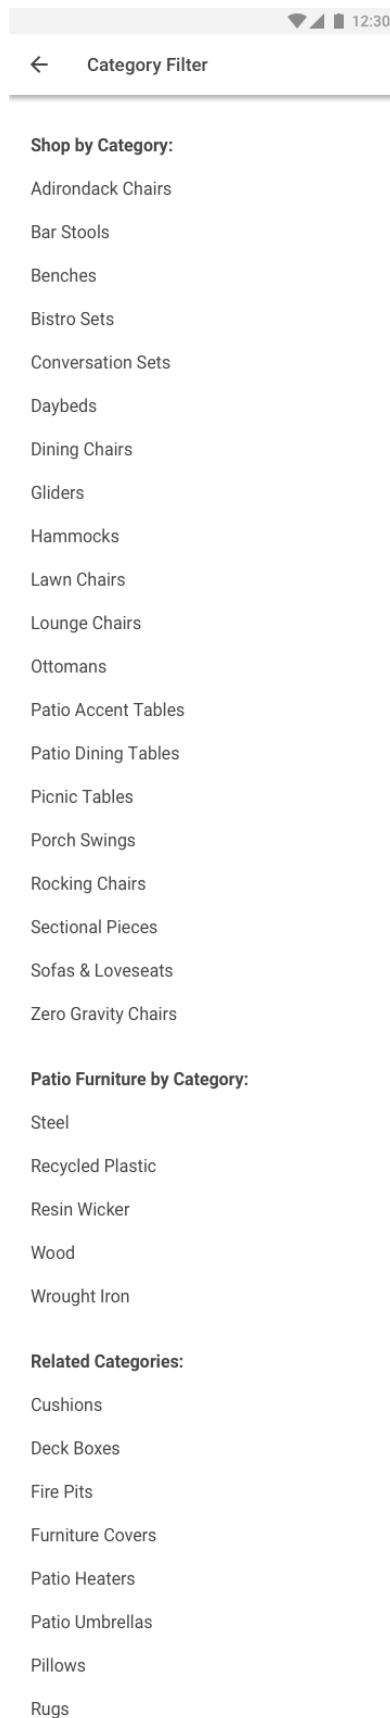 12:30
Category Filter
Shop by Category:
Adirondack Chairs
Bar Stools
Benches
Bistro Sets
Conversation Sets
Daybeds
Dining Chairs
Gliders
Hammocks
Lawn Chairs
Lounge Chairs
Ottomans
Patio Accent Tables
Patio Dining Tables
Picnic Tables
Porch Swings
Rocking Chairs
Sectional Pieces
Sofas & Loveseats
Zero Gravity Chairs
Patio Furniture by Category:
Steel
Recycled Plastic
Resin Wicker
Wood
Wrought Iron
Related Categories:
Cushions
Deck Boxes
Fire Pits
Furniture Covers
Patio Heaters
Patio Umbrellas
Pillows
Rugs